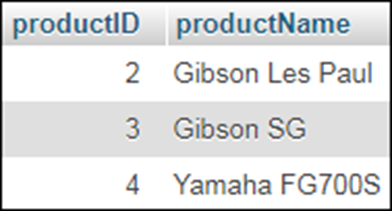 productID productName
2 Gibson Les Paul
3 Gibson SG
4 Yamaha FG700S